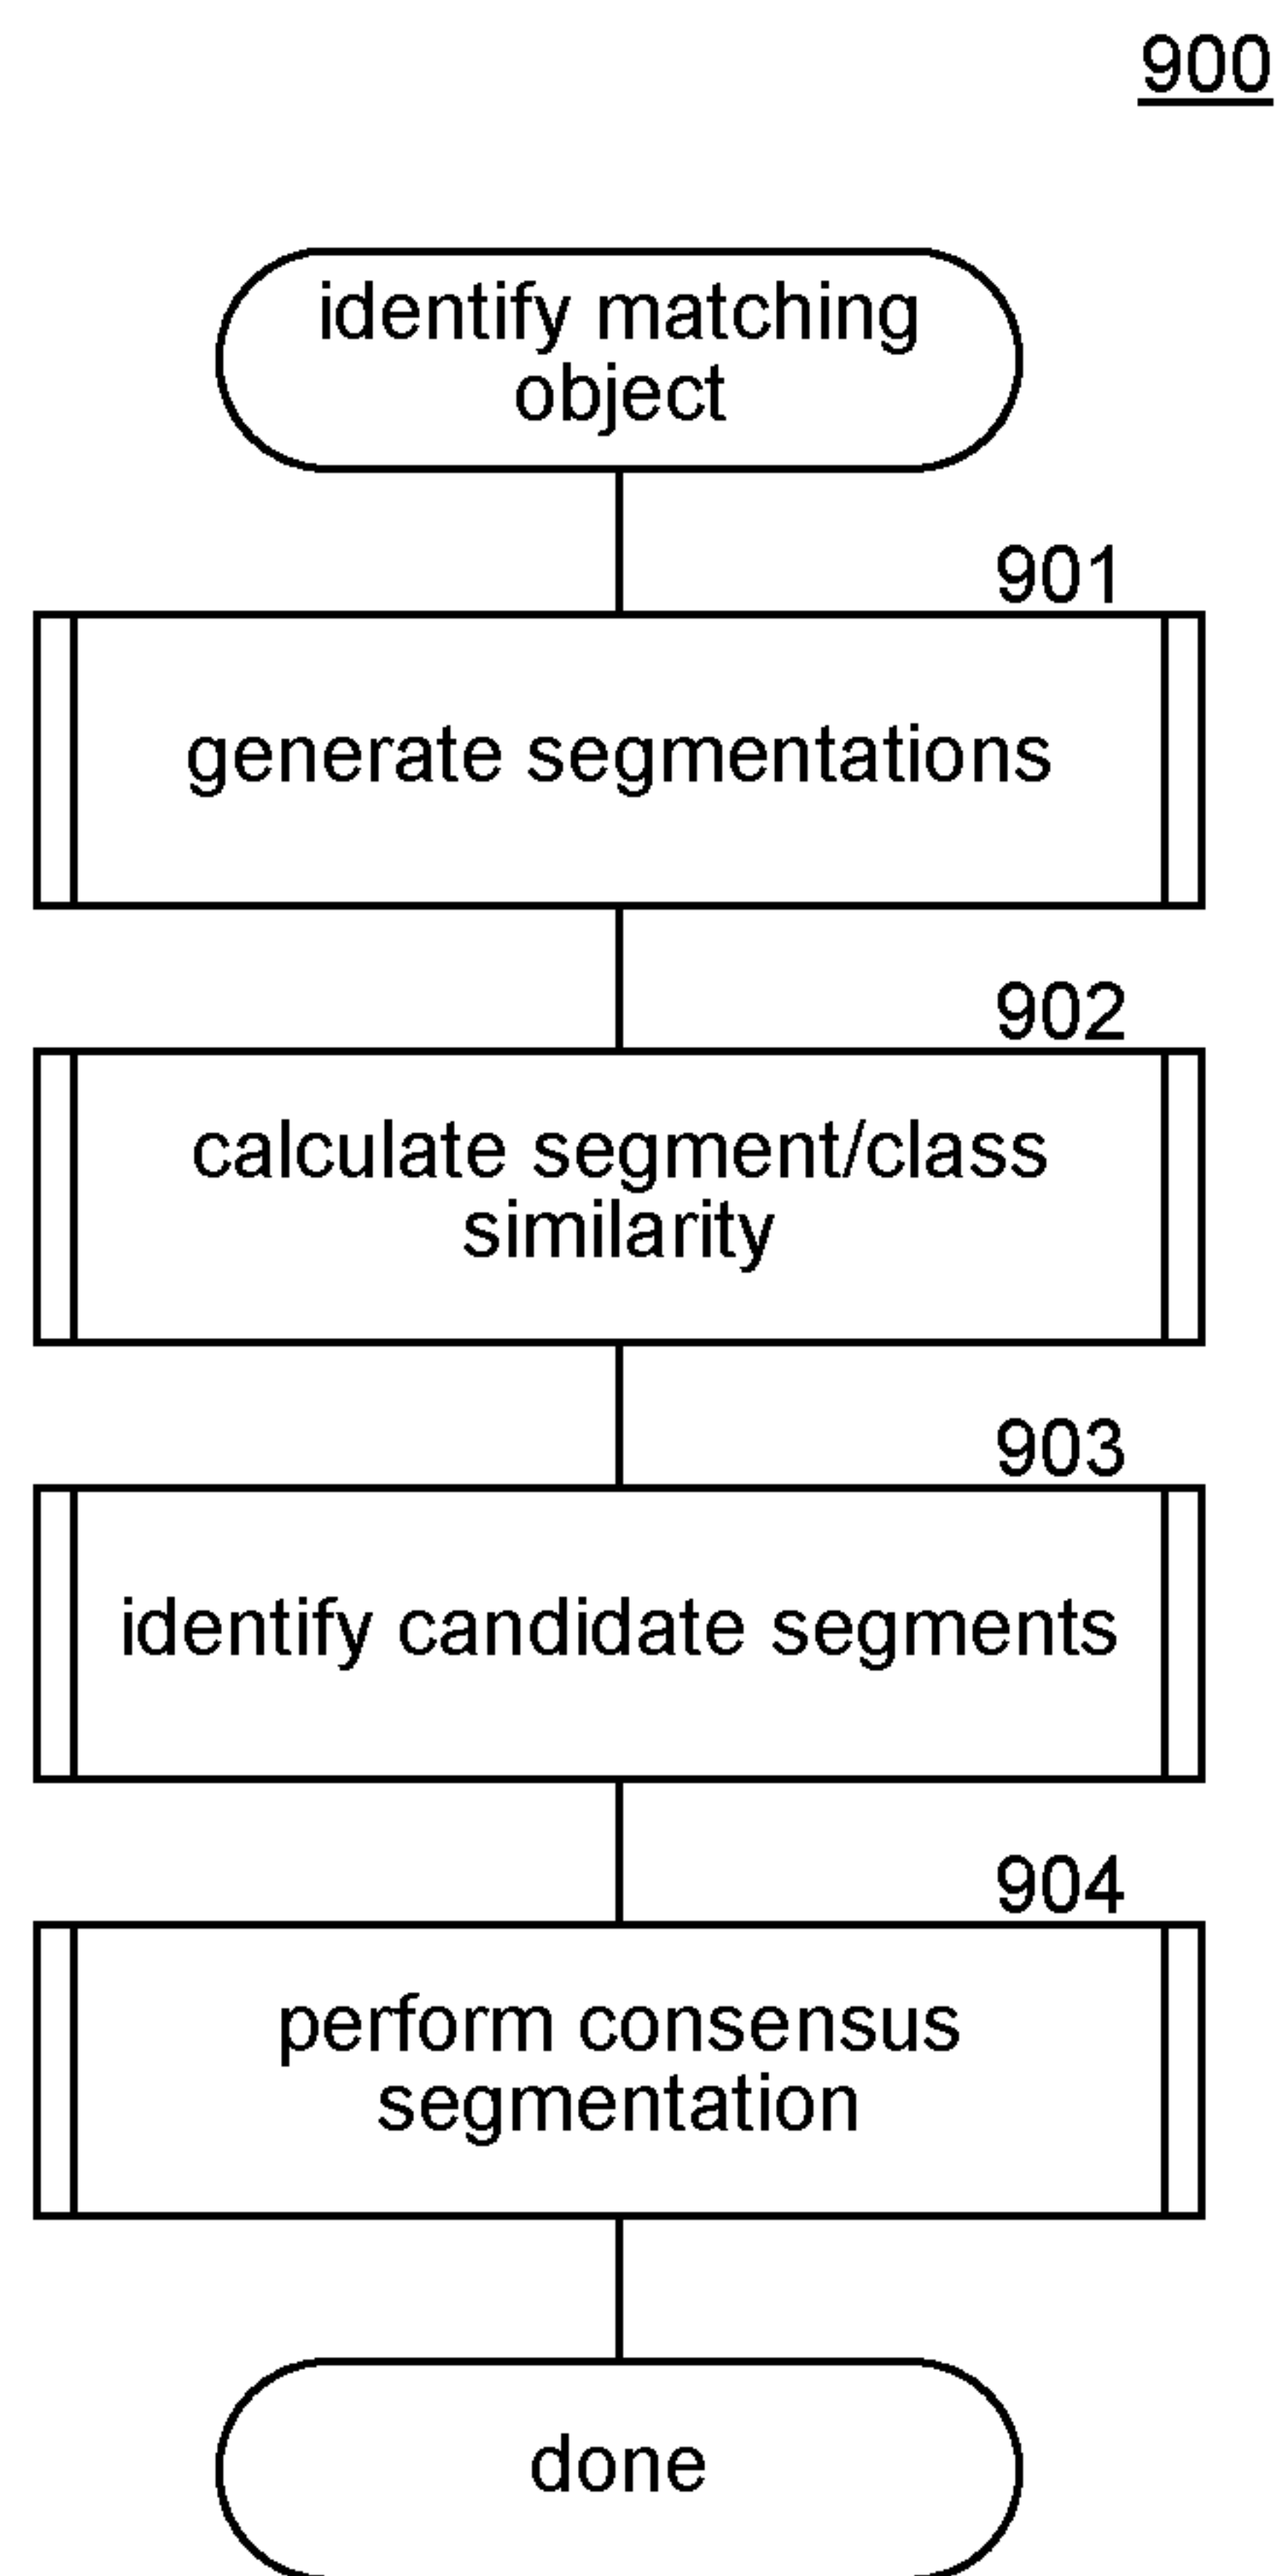 900
identify matching
object
901
generate segmentations
902
calculate segment/class
similarity
903
identify candidate segments
904
perform consensus
segmentation
done